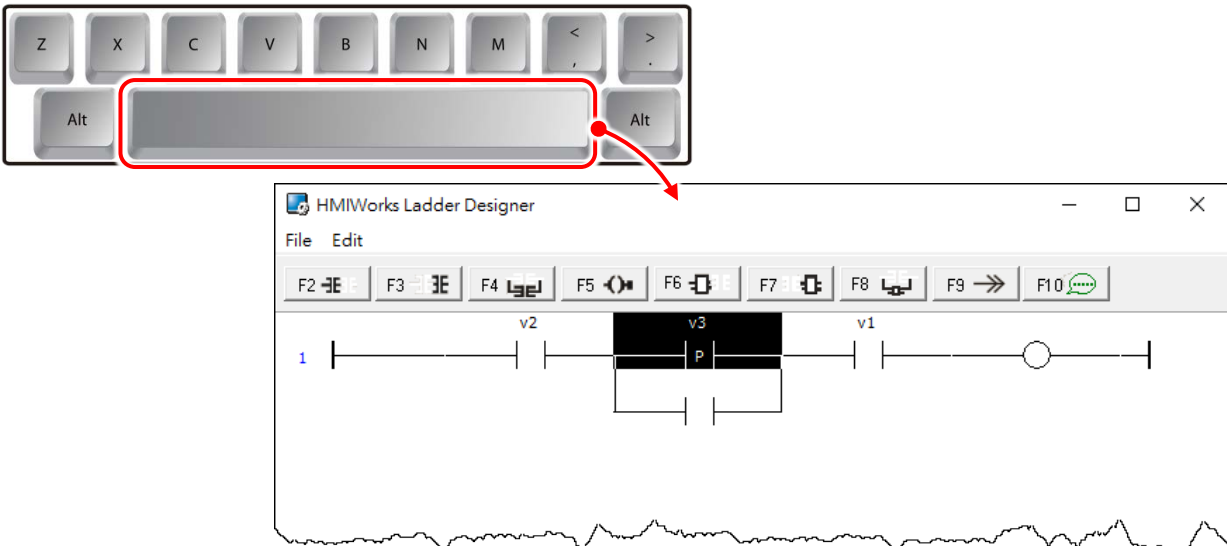 Z X C V B N M < , > .
Alt Alt
HMIWorks Ladder Designer
File Edit
F2 F3 F4 F5 F6 F7 F8 F9 F10
v2 v3 v1
1 P